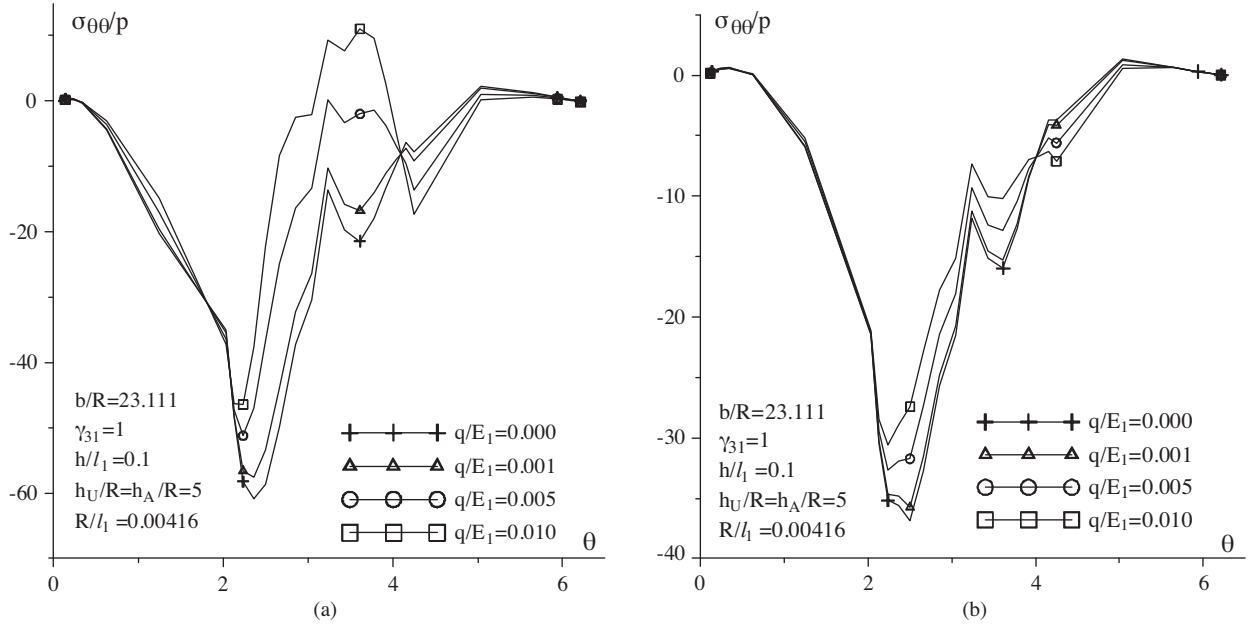 σθθ/p
0
-20
-40
-60
b/R=23.111
γ31=1
h/l1=0.1
hU/R=hA/R=5
R/l1=0.00416
q/E1=0.000
q/E1=0.001
q/E1=0.005
q/E1=0.010
θ
0
2
4
6
(a)
σθθ/p
0
-10
-20
-30
-40
b/R=23.111
γ31=1
h/l1=0.1
hU/R=hA/R=5
R/l1=0.00416
q/E1=0.000
q/E1=0.001
q/E1=0.005
q/E1=0.010
θ
0
2
4
6
(b)